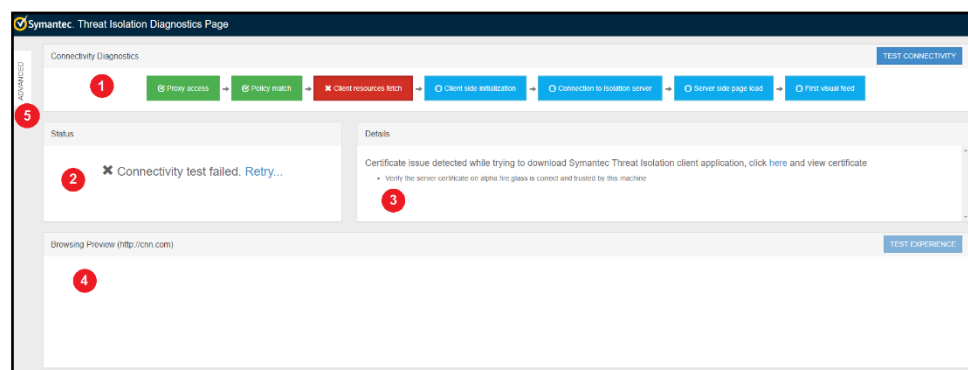 Symantec. Threat Isolation Diagnostics Page
ADVANCED
Connectivity Diagnostics
TEST CONNECTIVITY
1
Proxy access
Policy match
Client resources fetch
Client side initialization
Connection to Isolation server
Server side page load
First visual feed
5
Status
Details
Connectivity test failed. Retry...
2
Certificate issue detected while trying to download Symantec Threat Isolation client application, click here and view certificate
Verify the server certificate on alpha.fire.glass is correct and trusted by this machine
3
Browsing Preview (http://cnn.com)
TEST EXPERIENCE
4